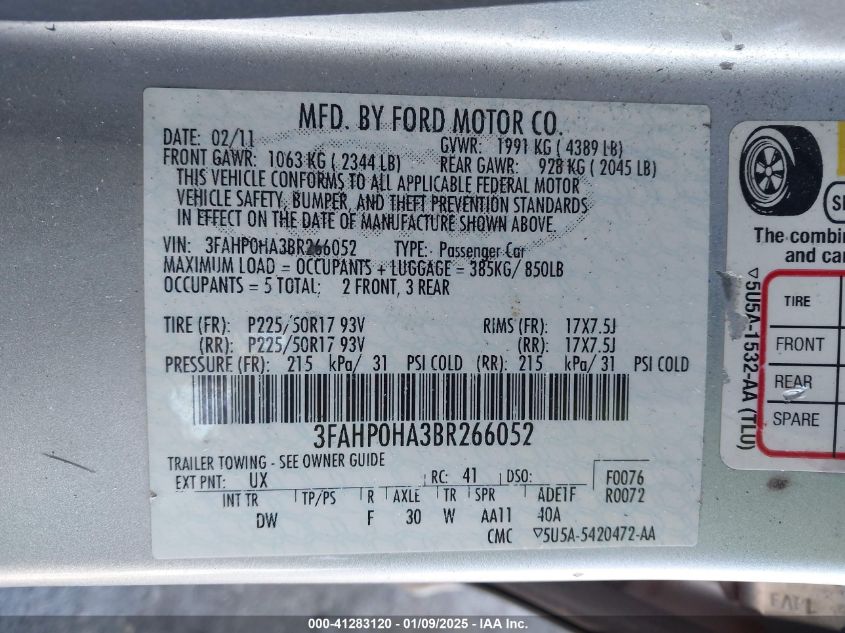 MFD. BY FORD MOTOR CO.
DATE: 02/11 GVWR: 1991 KG ( 4389 LB)
FRONT GAWR: 1063 KG ( 2344 LB) REAR GAWR: 928 KG ( 2045 LB)
THIS VEHICLE CONFORMS TO ALL APPLICABLE FEDERAL MOTOR
VEHICLE SAFETY, BUMPER, AND THEFT PREVENTION STANDARDS
IN EFFECT ON THE DATE OF MANUFACTURE SHOWN ABOVE.
VIN: 3FAHP0HA3BR266052 TYPE: Passenger Car
MAXIMUM LOAD = OCCUPANTS + LUGGAGE = 385KG/ 850LB
OCCUPANTS = 5 TOTAL: 2 FRONT, 3 REAR
TIRE (FR): P225/50R17 93V RIMS (FR): 17X7.5J
(RR): P225/50R17 93V (RR): 17X7.5J
PRESSURE (FR): 215 kPa/ 31 PSI COLD (RR): 215 kPa/ 31 PSI COLD
3FAHP0HA3BR266052
TRAILER TOWING - SEE OWNER GUIDE
EXT PNT: UX RC: 41 DSO: F0076
INT TR TP/PS R AXLE TR SPR ADE1F R0072
DW F 30 W AA11 40A
CMC ▽5U5A-5420472-AA
The combin
and car
TIRE
FRONT
REAR
SPARE
▽5U5A-1532-AA (TLU)
000-41283120 - 01/09/2025 - IAA Inc.